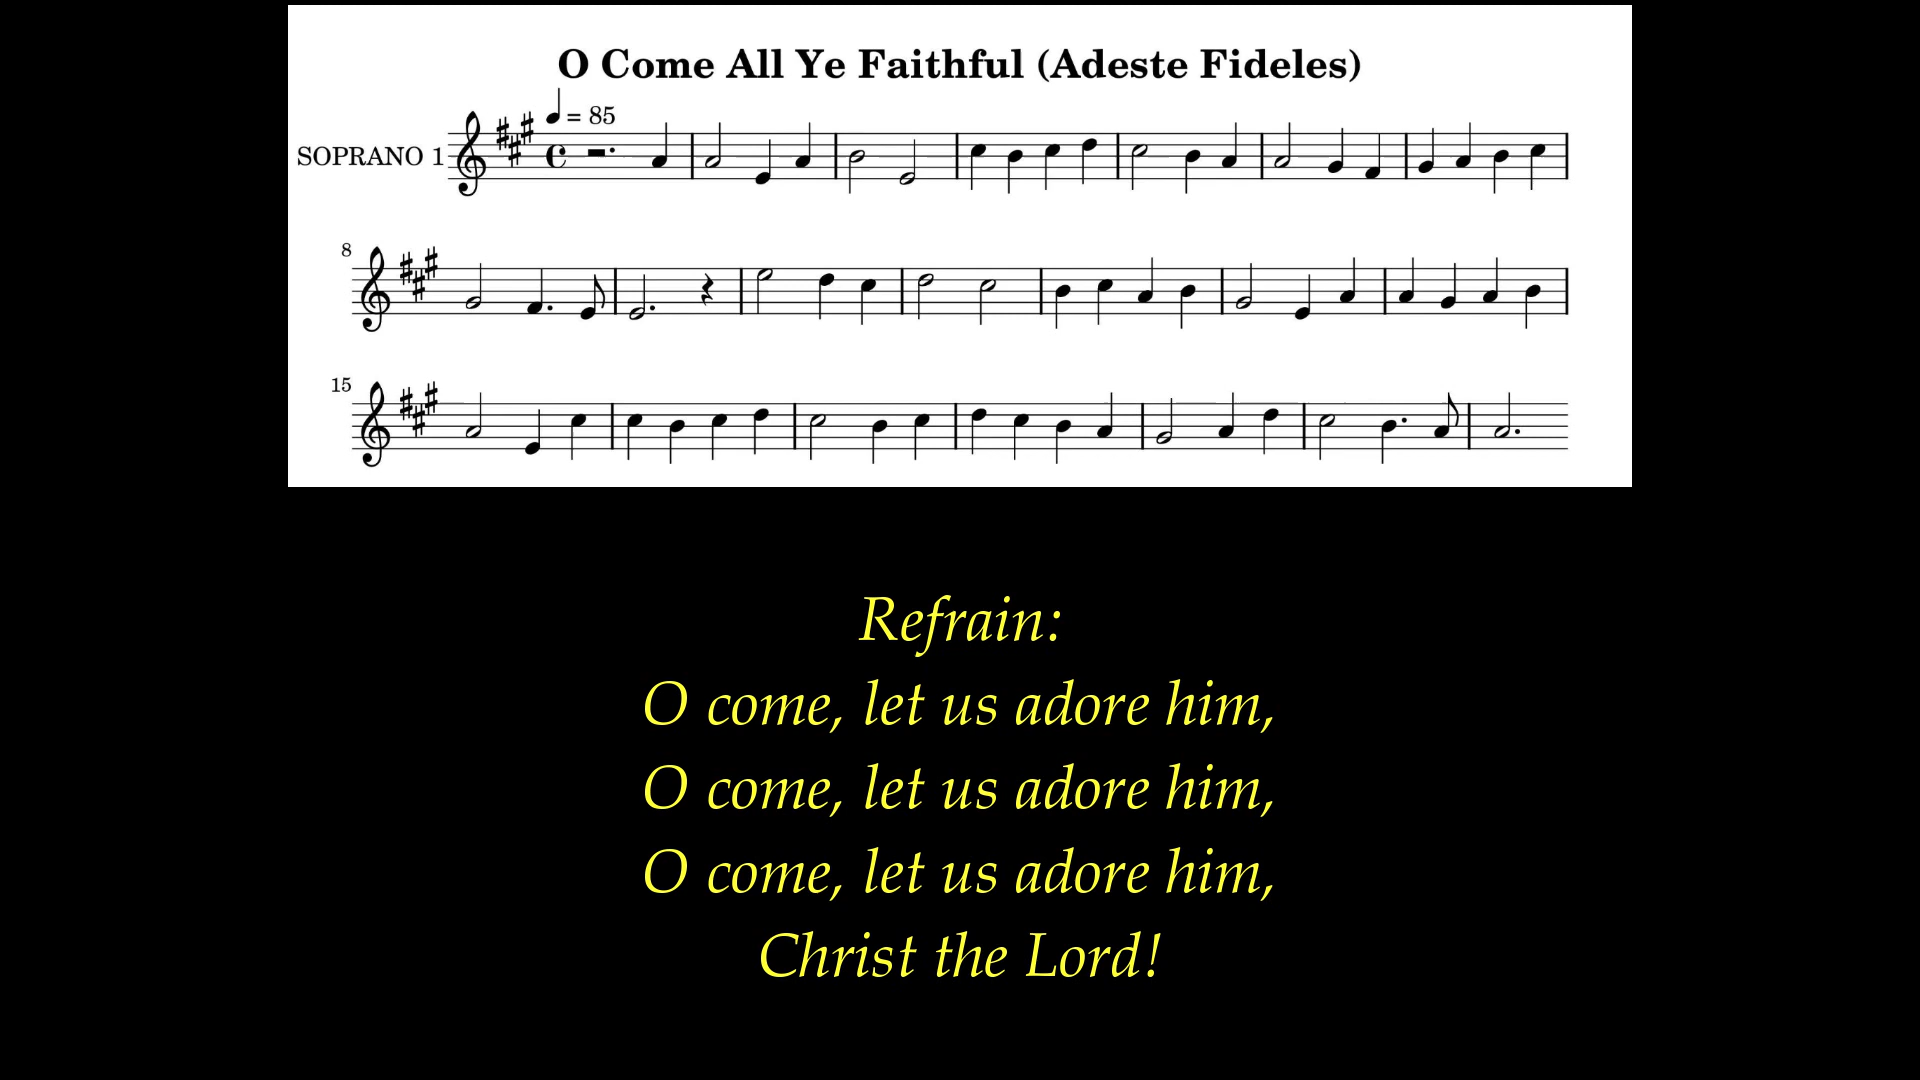 O Come All Ye Faithful (Adeste Fideles)
= 85
SOPRANO 1
8
15
Refrain:
O come, let us adore him,
O come, let us adore him,
O come, let us adore him,
Christ the Lord!